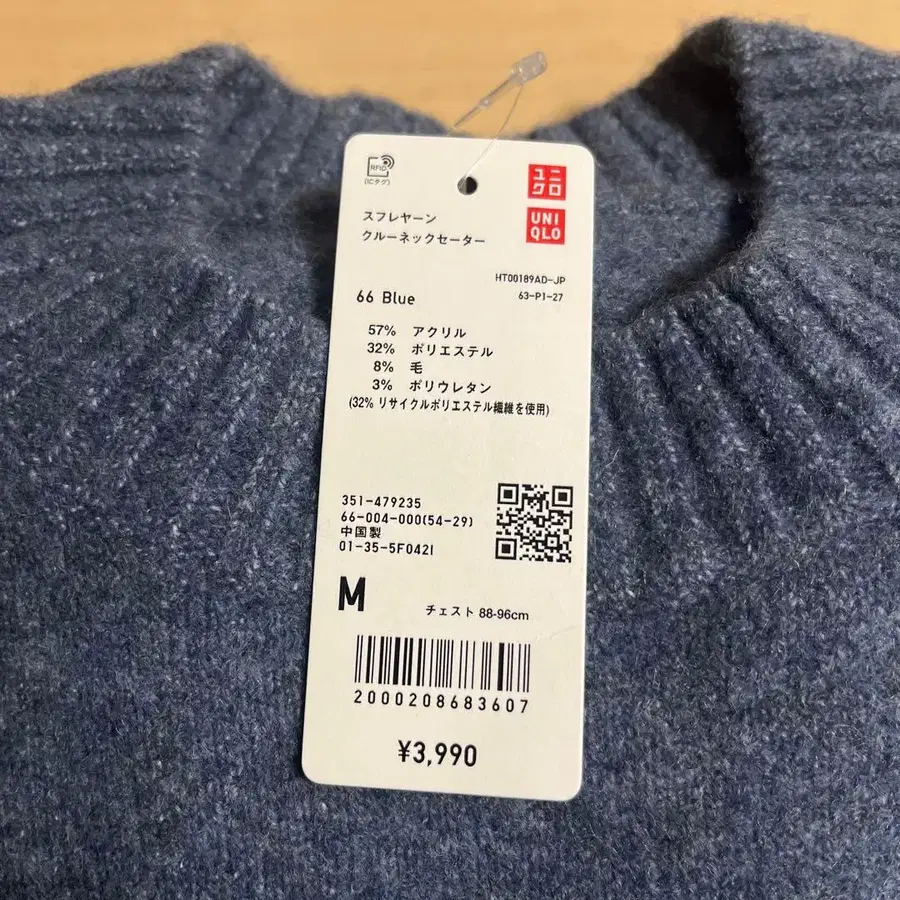 RFID
(ICタグ)
ユニ
クロ
UNI
QLO
スフレヤーン
クルーネックセーター
HT00189AD-JP
63-P1-27
66 Blue
57% アクリル
32% ポリエステル
8% 毛
3% ポリウレタン
(32% リサイクルポリエステル繊維を使用)
351-479235
66-004-000(54-29)
中国製
01-35-5F042I
M
チェスト 88-96cm
2000208683607
¥3,990